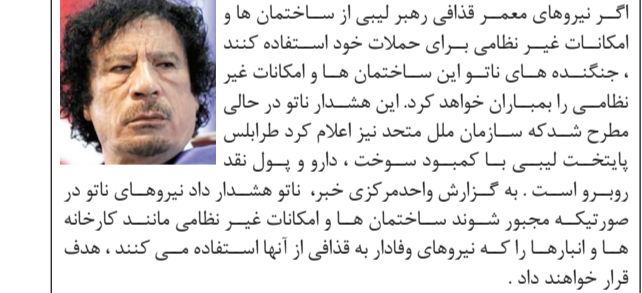 اگر نیروهای معمر قذافی رهبر لیبی از ساختمان ها و
امکانات غیر نظامی برای حملات خود استفاده کنند
، جنگنده های ناتو این ساختمان ها و امکانات غیر
نظامی را بمباران خواهد کرد. این هشدار ناتو در حالی
مطرح شدکه سازمان ملل متحد نیز اعلام کرد طرابلس
پایتخت لیبی با کمبود سوخت ، دارو و پول نقد
روبرو است . به گزارش واحدمرکزی خبر، ناتو هشدار داد نیروهای ناتو در
صورتیکه مجبور شوند ساختمان ها و امکانات غیر نظامی مانند کارخانه
ها و انبارها را که نیروهای وفادار به قذافی از آنها استفاده می کنند ، هدف
قرار خواهند داد .